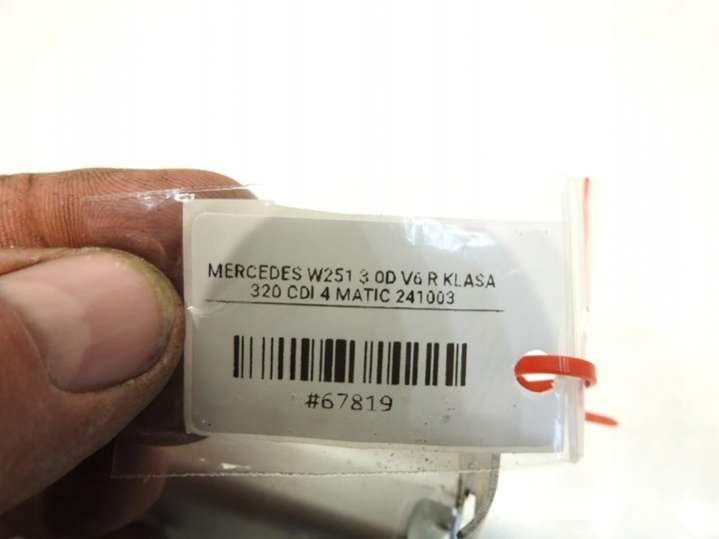 MERCEDES W251 3.0D V6 R KLASA
320 CDI 4 MATIC 241003
#67819